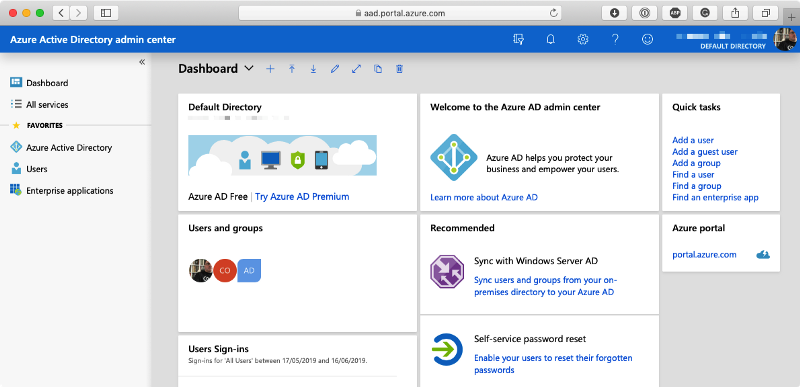 aad.portal.azure.com
Azure Active Directory admin center
DEFAULT DIRECTORY
Dashboard
All services
FAVORITES
Azure Active Directory
Users
Enterprise applications
Dashboard
Default Directory
Azure AD Free | Try Azure AD Premium
Welcome to the Azure AD admin center
Azure AD helps you protect your
business and empower your users.
Learn more about Azure AD
Quick tasks
Add a user
Add a guest user
Add a group
Find a user
Find a group
Find an enterprise app
Users and groups
CO
AD
Recommended
Sync with Windows Server AD
Sync users and groups from your on-
premises directory to your Azure AD
Azure portal
portal.azure.com
Users Sign-ins
Sign-ins for 'All Users' between 17/05/2019 and 16/06/2019.
Self-service password reset
Enable your users to reset their forgotten
passwords